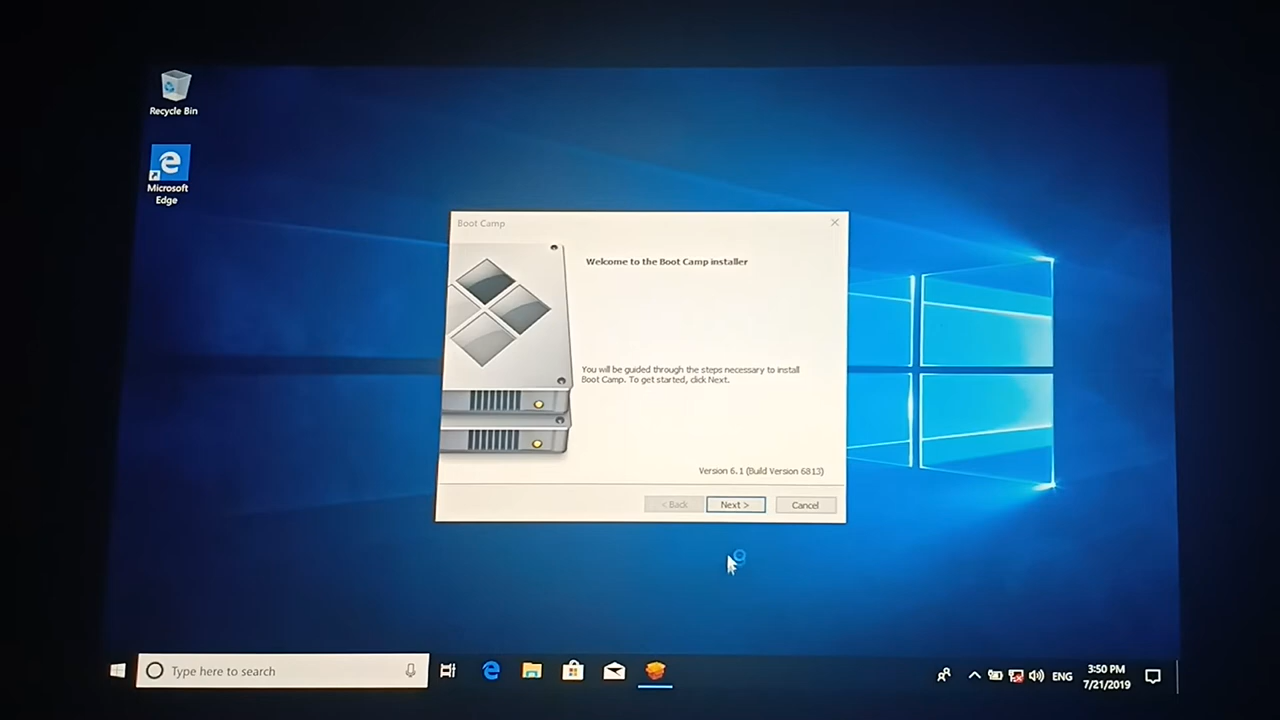 Recycle Bin
Microsoft
Edge
Boot Camp
Welcome to the Boot Camp installer
You will be guided through the steps necessary to install
Boot Camp. To get started, click Next.
Version 6.1 (Build Version 6813)
< Back
Next >
Cancel
Type here to search
ENG
3:50 PM
7/21/2019